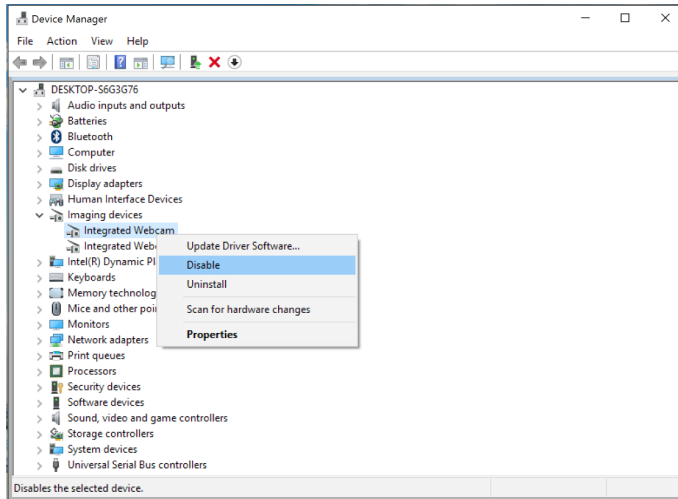 Device Manager
File Action View Help
DESKTOP-S6G3G76
Audio inputs and outputs
Batteries
Bluetooth
Computer
Disk drives
Display adapters
Human Interface Devices
Imaging devices
Integrated Webcam
Integrated
Intel(R) Dynamic
Keyboards
Memory
Mice and other
Monitors
Network adapters
Print queues
Processors
Security devices
Software devices
Sound, video and game controllers
Storage controllers
System devices
Universal Serial Bus controllers
Update Driver Software...
Disable
Uninstall
Scan for hardware changes
Properties
Disables the selected device.